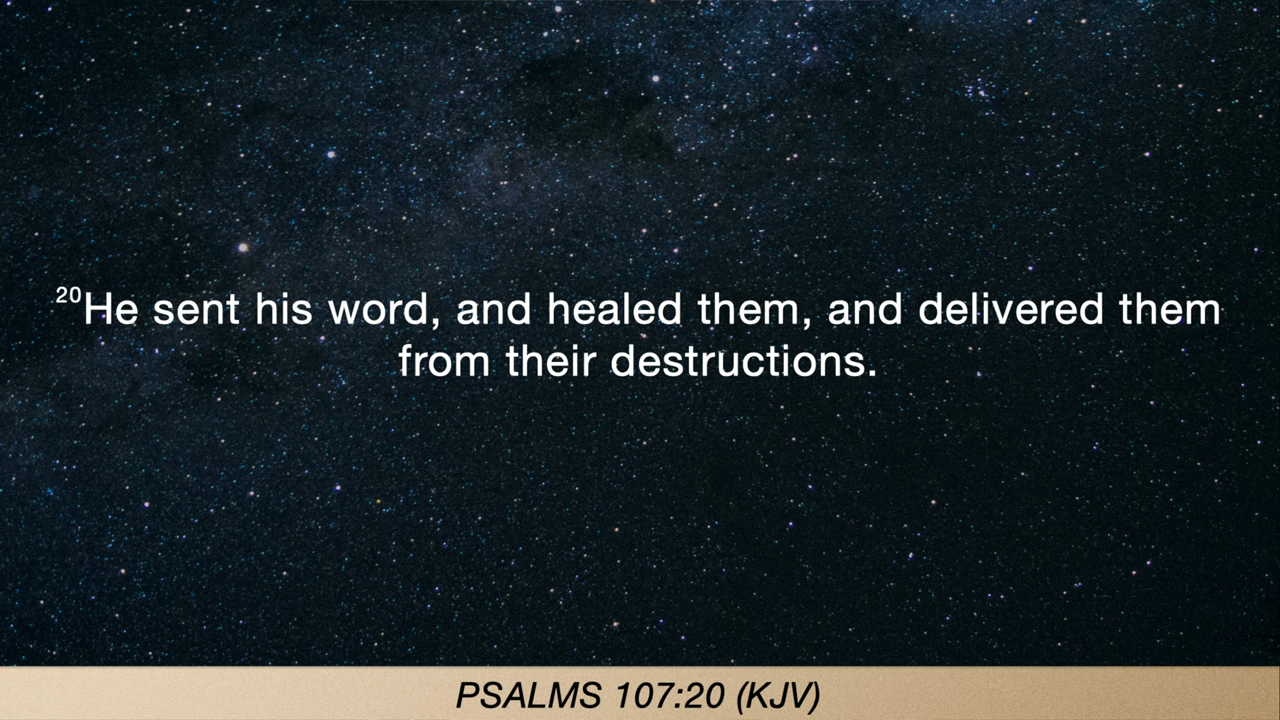 20He sent his word, and healed them, and delivered them
from their destructions.
PSALMS 107:20 (KJV)